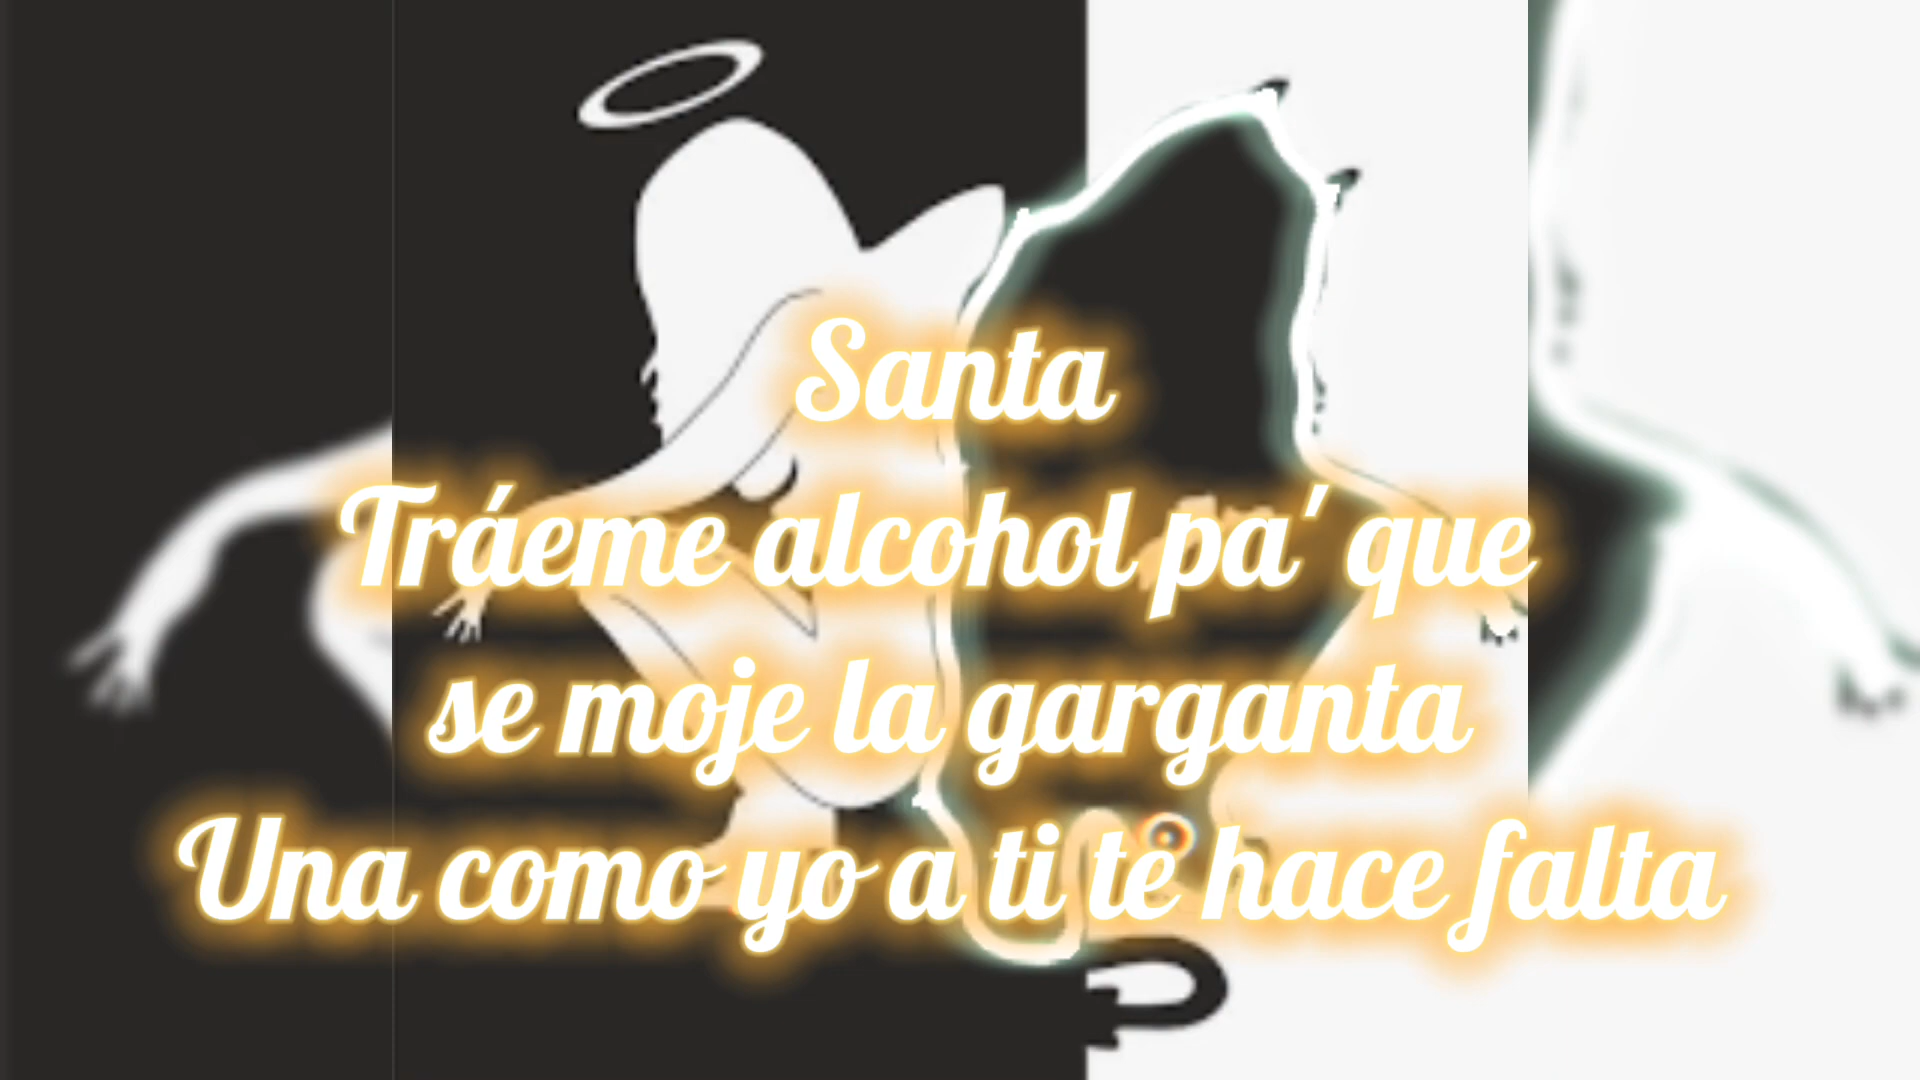 Santa
Tráeme alcohol pa' que
se moje la garganta
Una como yo a ti te hace falta